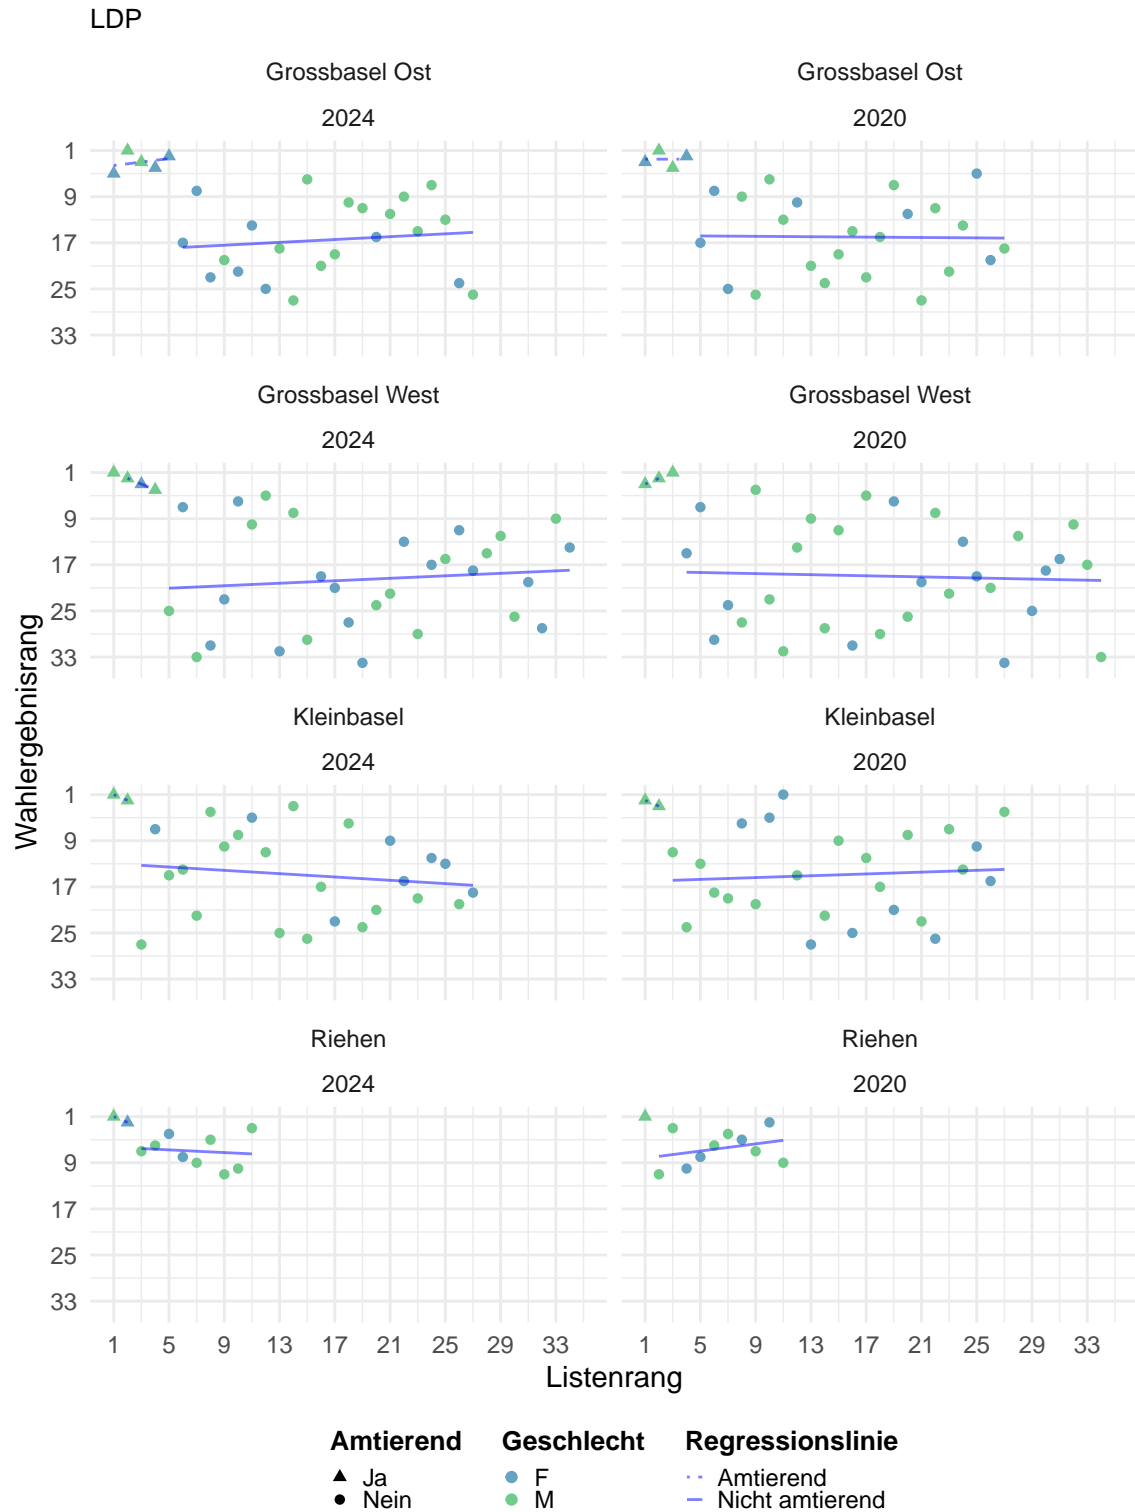 LDP
Grossbasel Ost
Grossbasel Ost
2024
2020
1
9
17
25
33
Grossbasel West
Grossbasel West
2024
2020
1
9
17
25
33
Kleinbasel
Kleinbasel
2024
2020
1
9
17
25
33
Riehen
Riehen
2024
2020
1
9
17
25
33
Wahlergebnisrang
1 5 9 13 17 21 25 29 33
1 5 9 13 17 21 25 29 33
Listenrang
Amtierend
Ja
Nein
Geschlecht
F
M
Regressionslinie
Amtierend
Nicht amtierend